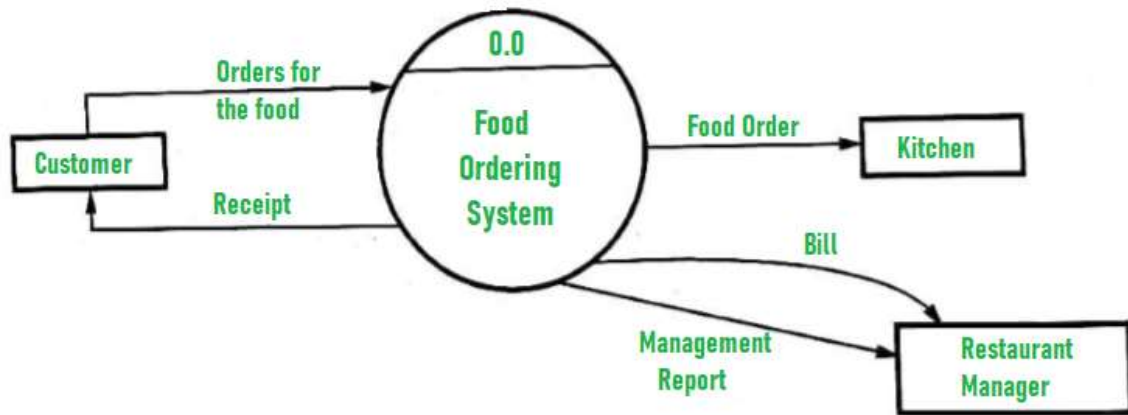 0.0
Orders for
the food
Food
Ordering
System
Food Order
Customer
Kitchen
Receipt
Bill
Management
Report
Restaurant
Manager